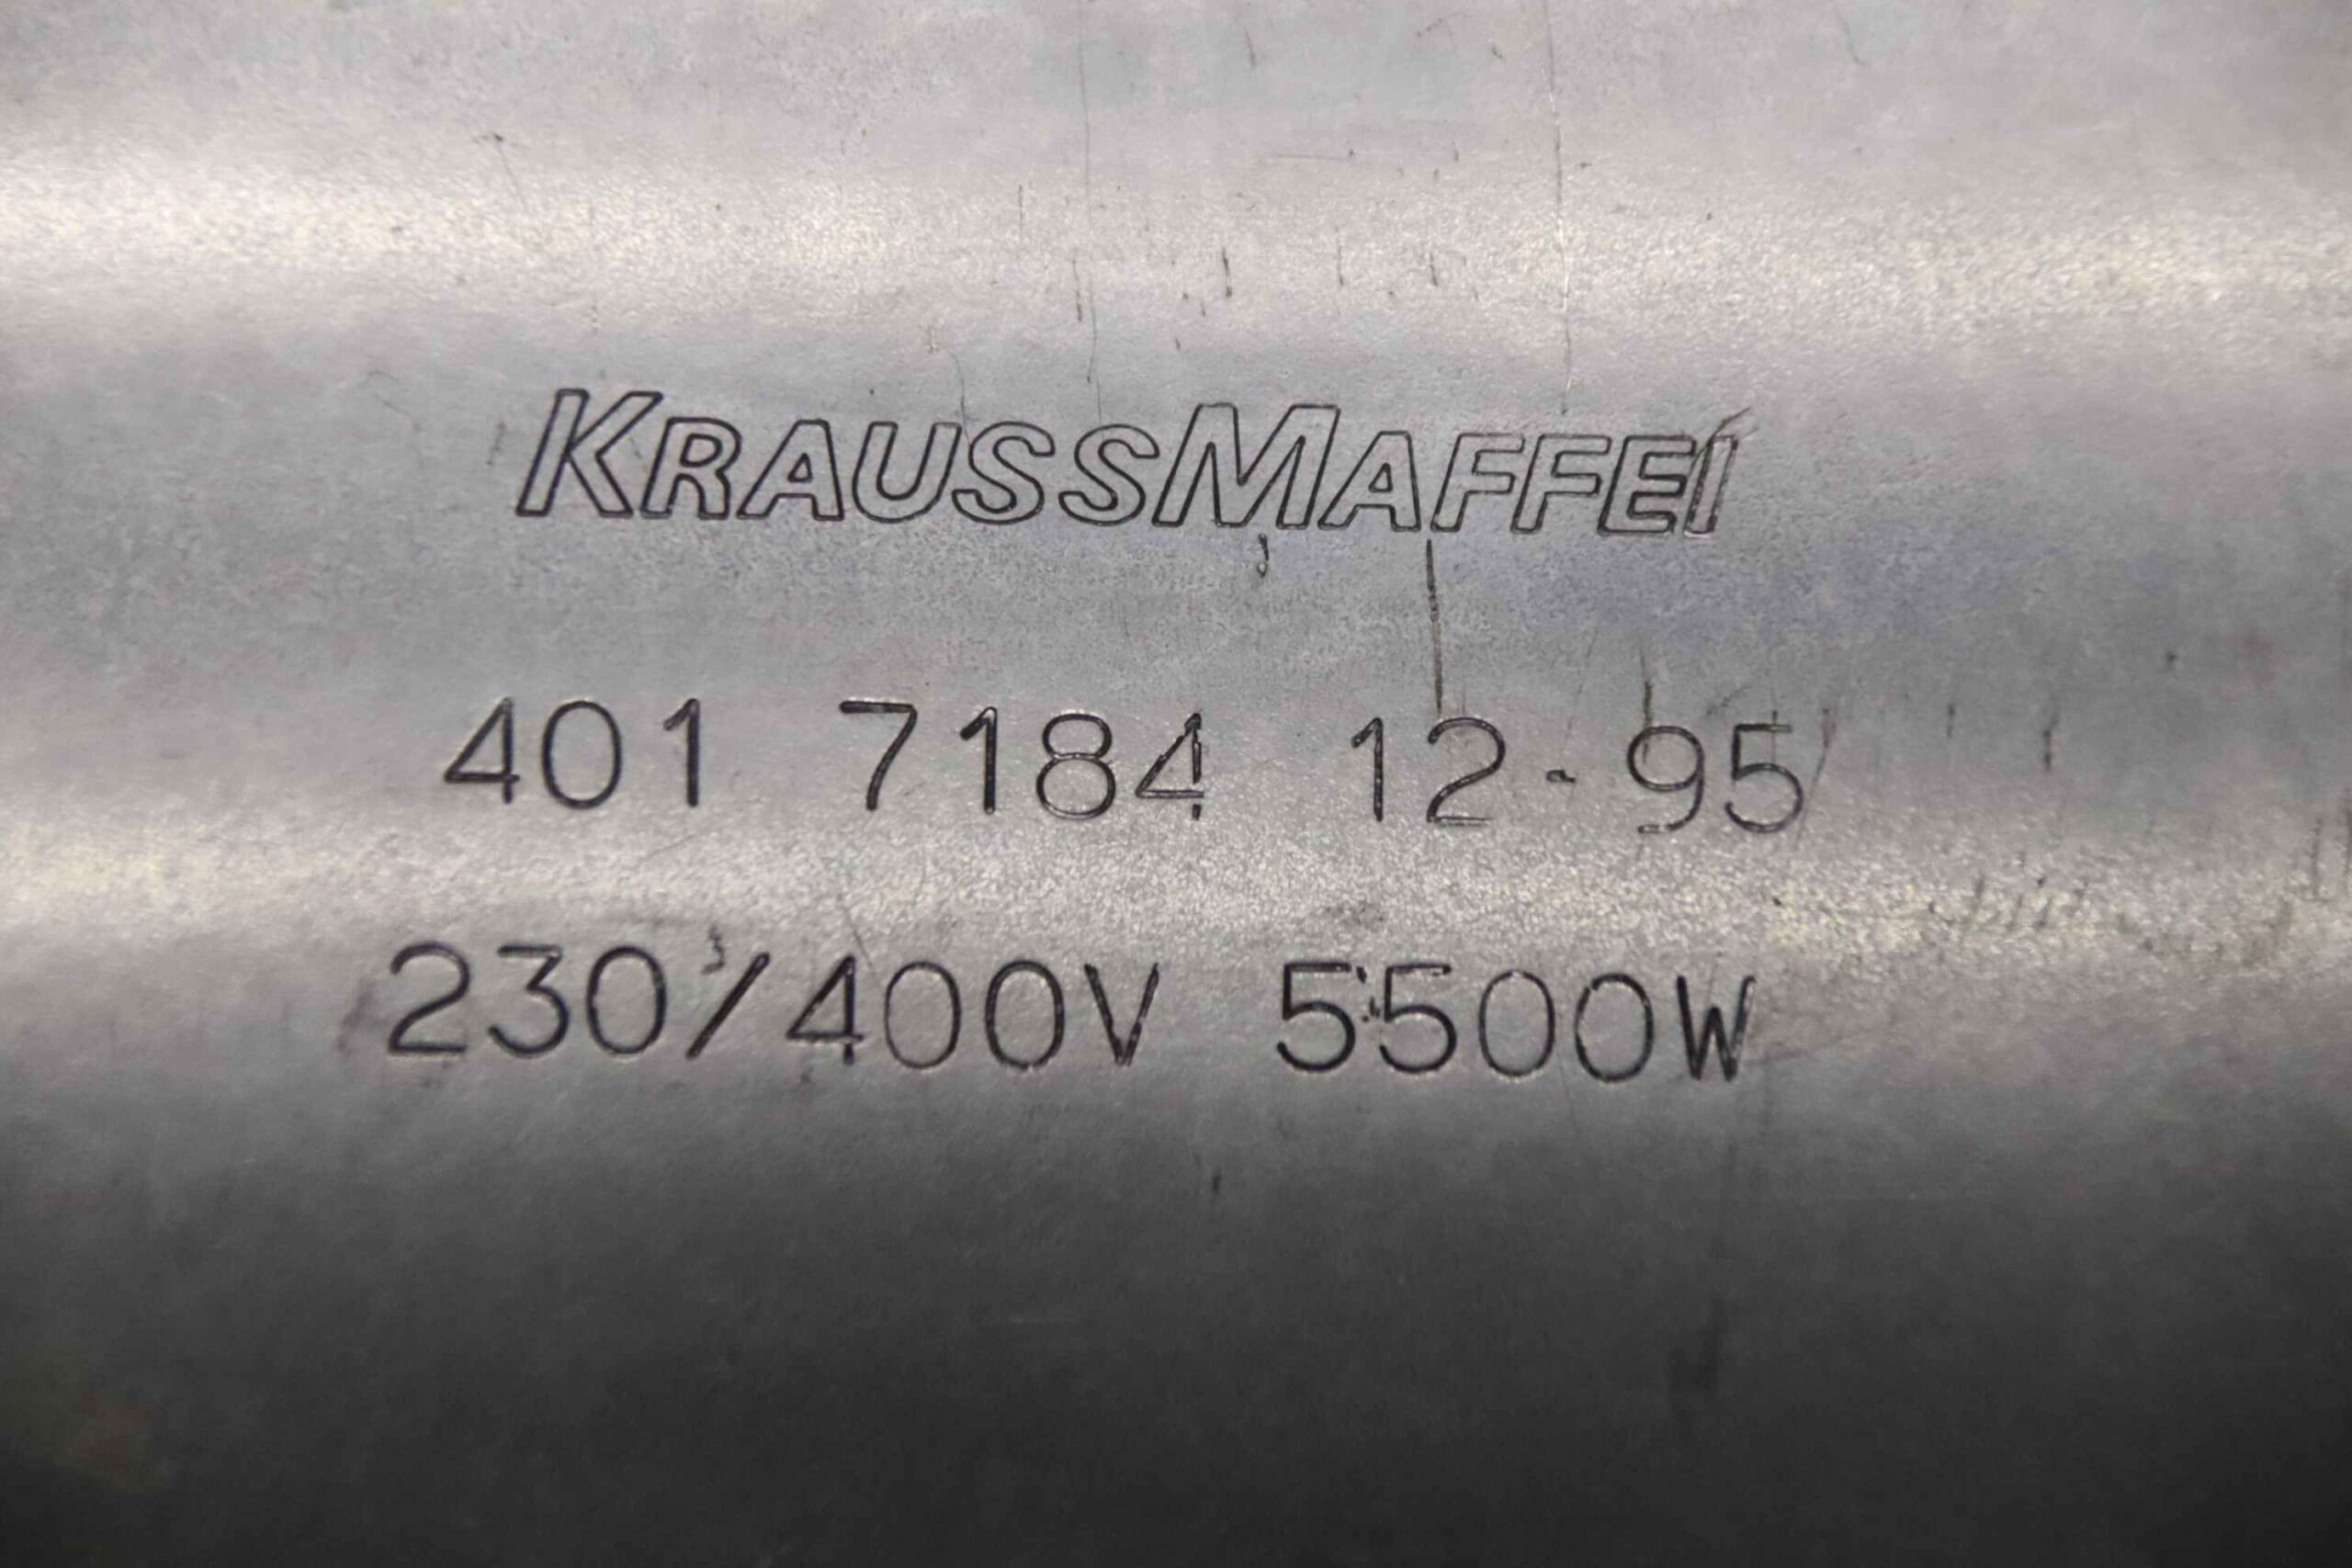 KRAUSSMAFFEI
401 7184 12-95
230/400V 5500W